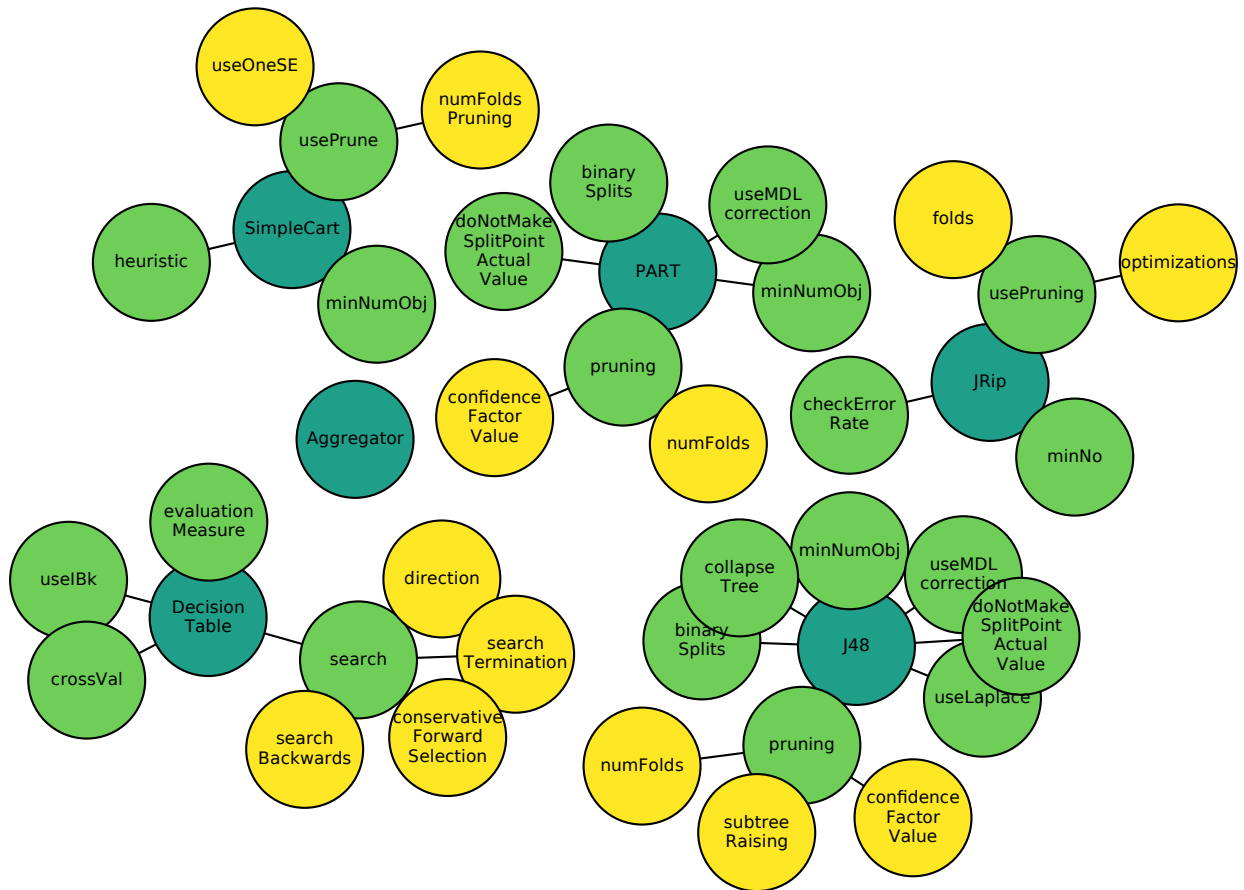 useOneSE
numFolds
Pruning
usePrune
binary
Splits
useMDL
correction
doNotMake
SplitPoint
Actual
Value
folds
SimpleCart
heuristic
optimizations
PART
minNumObj
usePruning
minNumObj
pruning
JRip
confidence
Factor
Value
checkError
Rate
Aggregator
numFolds
minNo
evaluation
Measure
useIBk
direction
collapse
Tree
minNumObj
useMDL
correction
Decision
Table
doNotMake
SplitPoint
Actual
Value
binary
Splits
J48
search
search
Termination
crossVal
useLaplace
search
Backwards
conservative
Forward
Selection
pruning
numFolds
subtree
Raising
confidence
Factor
Value